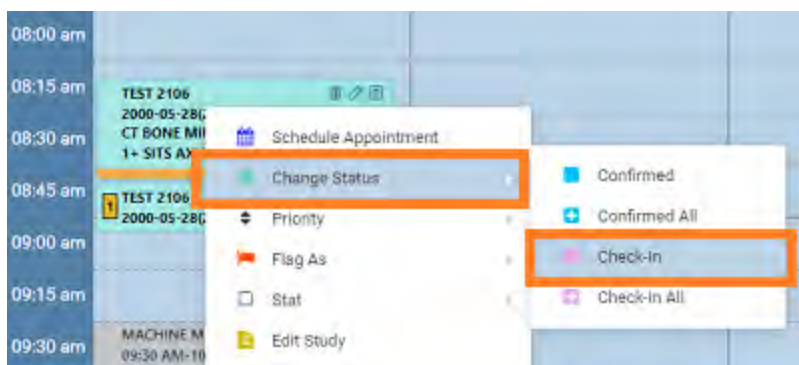 08:00 am
08:15 am
TEST 2106
2000-05-28(
CT BONE MI
1+ SITS AX
08:30 am
08:45 am
1
TEST 2106
2000-05-28(
09:00 am
09:15 am
MACHINE M
09:30 AM-10
09:30 am
Schedule Appointment
Change Status
Priority
Flag As
Stat
Edit Study
Confirmed
Confirmed All
Check-In
Check-In All